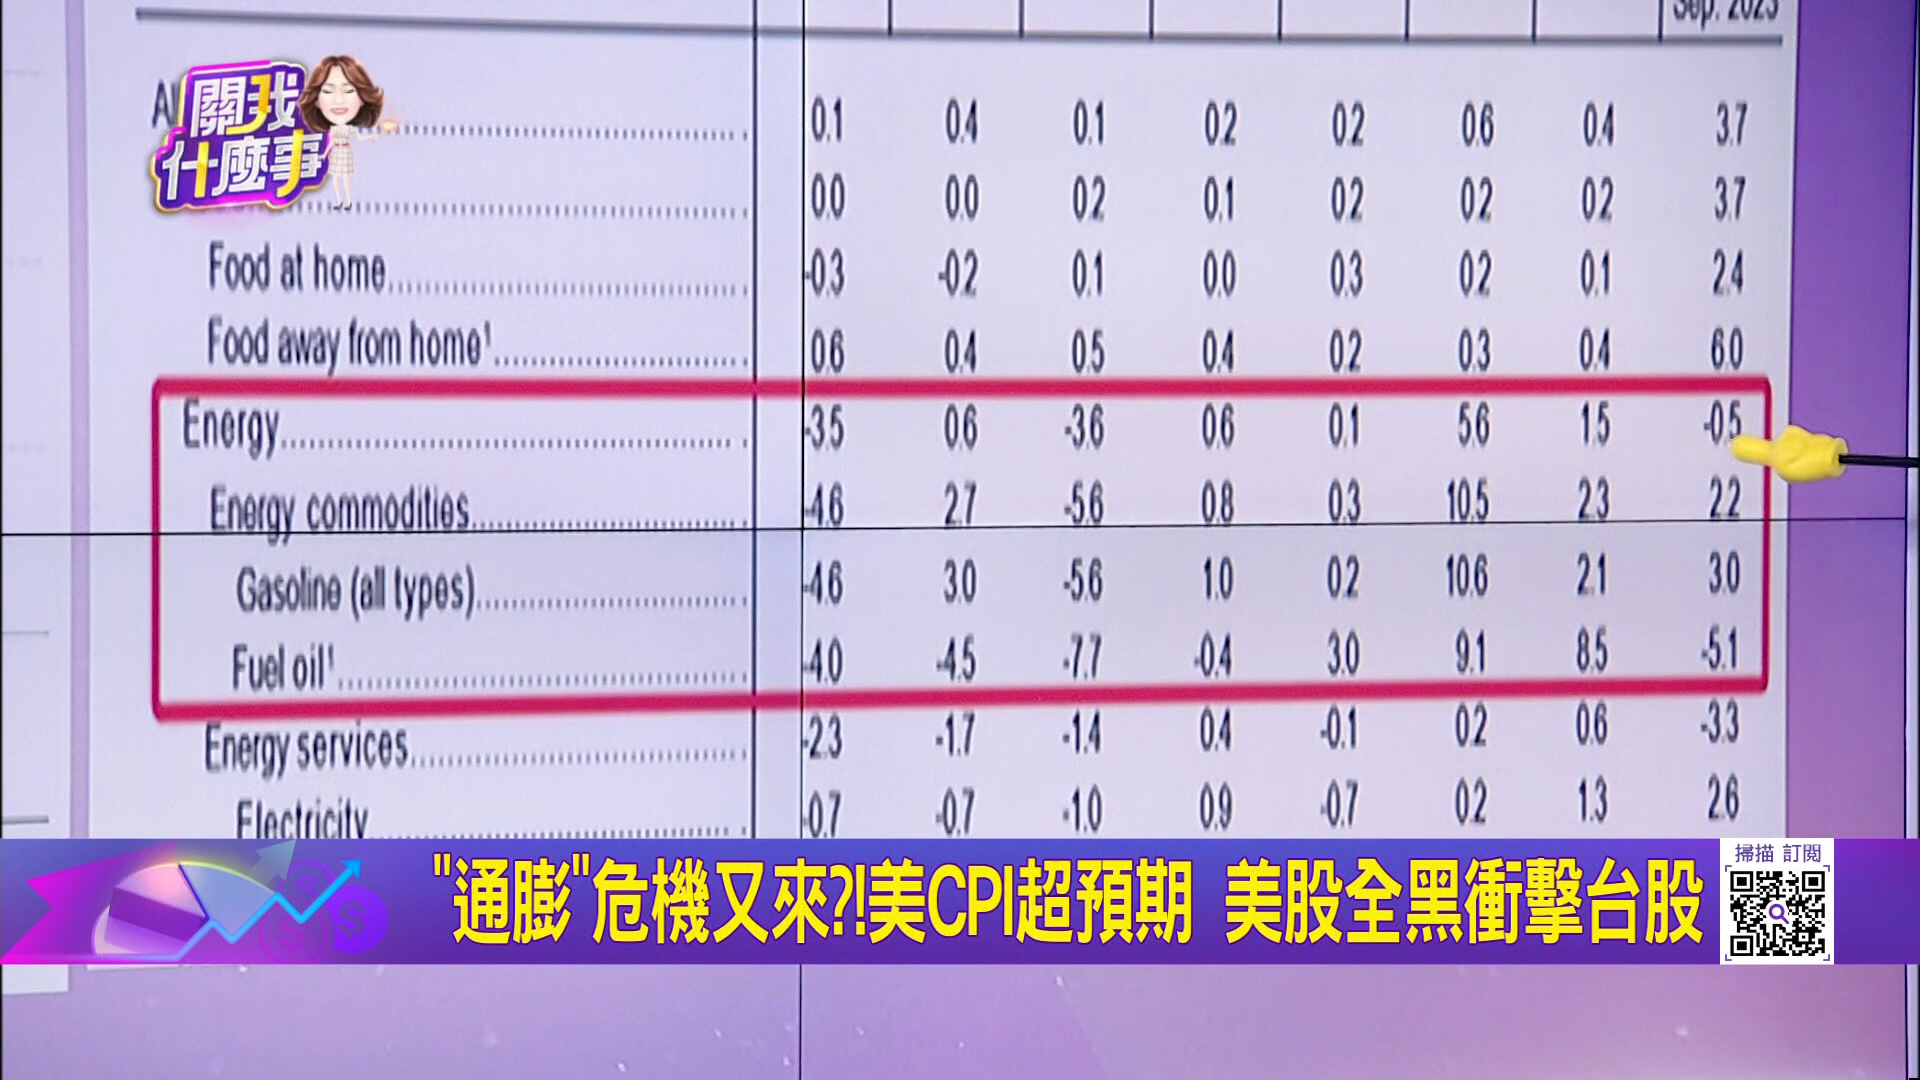 Sep. 2023
關我
什麼事
0.1 0.4 0.1 0.2 0.2 0.6 0.4 3.7
0.0 0.0 0.2 0.1 0.2 0.2 0.2 3.7
Food at home -0.3 -0.2 0.1 0.0 0.3 0.2 0.1 2.4
Food away from home¹ 0.6 0.4 0.5 0.4 0.2 0.3 0.4 6.0
Energy -3.5 0.6 -3.6 0.6 0.1 5.6 1.5 -0.5
Energy commodities -4.6 2.7 -5.6 0.8 0.3 10.5 2.3 2.2
Gasoline (all types) -4.6 3.0 -5.6 1.0 0.2 10.6 2.1 3.0
Fuel oil¹ -4.0 -4.5 -7.7 -0.4 3.0 9.1 8.5 -5.1
Energy services -2.3 -1.7 -1.4 0.4 -0.1 0.2 0.6 -3.3
Electricity -0.7 -0.7 -1.0 0.9 -0.7 0.2 1.3 2.6
"通膨"危機又來?!美CPI超預期 美股全黑衝擊台股
掃描 訂閱